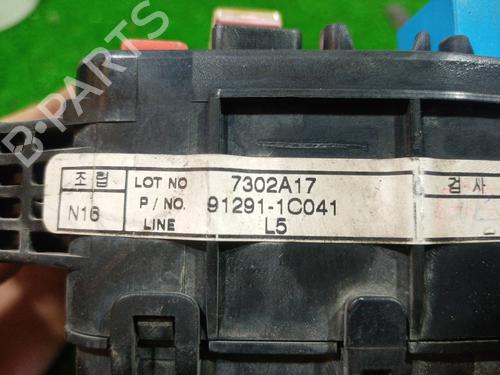 B-PARTS
조립 LOT NO 7302A17 검사
N16 P / NO. 91291-1C041
LINE L5